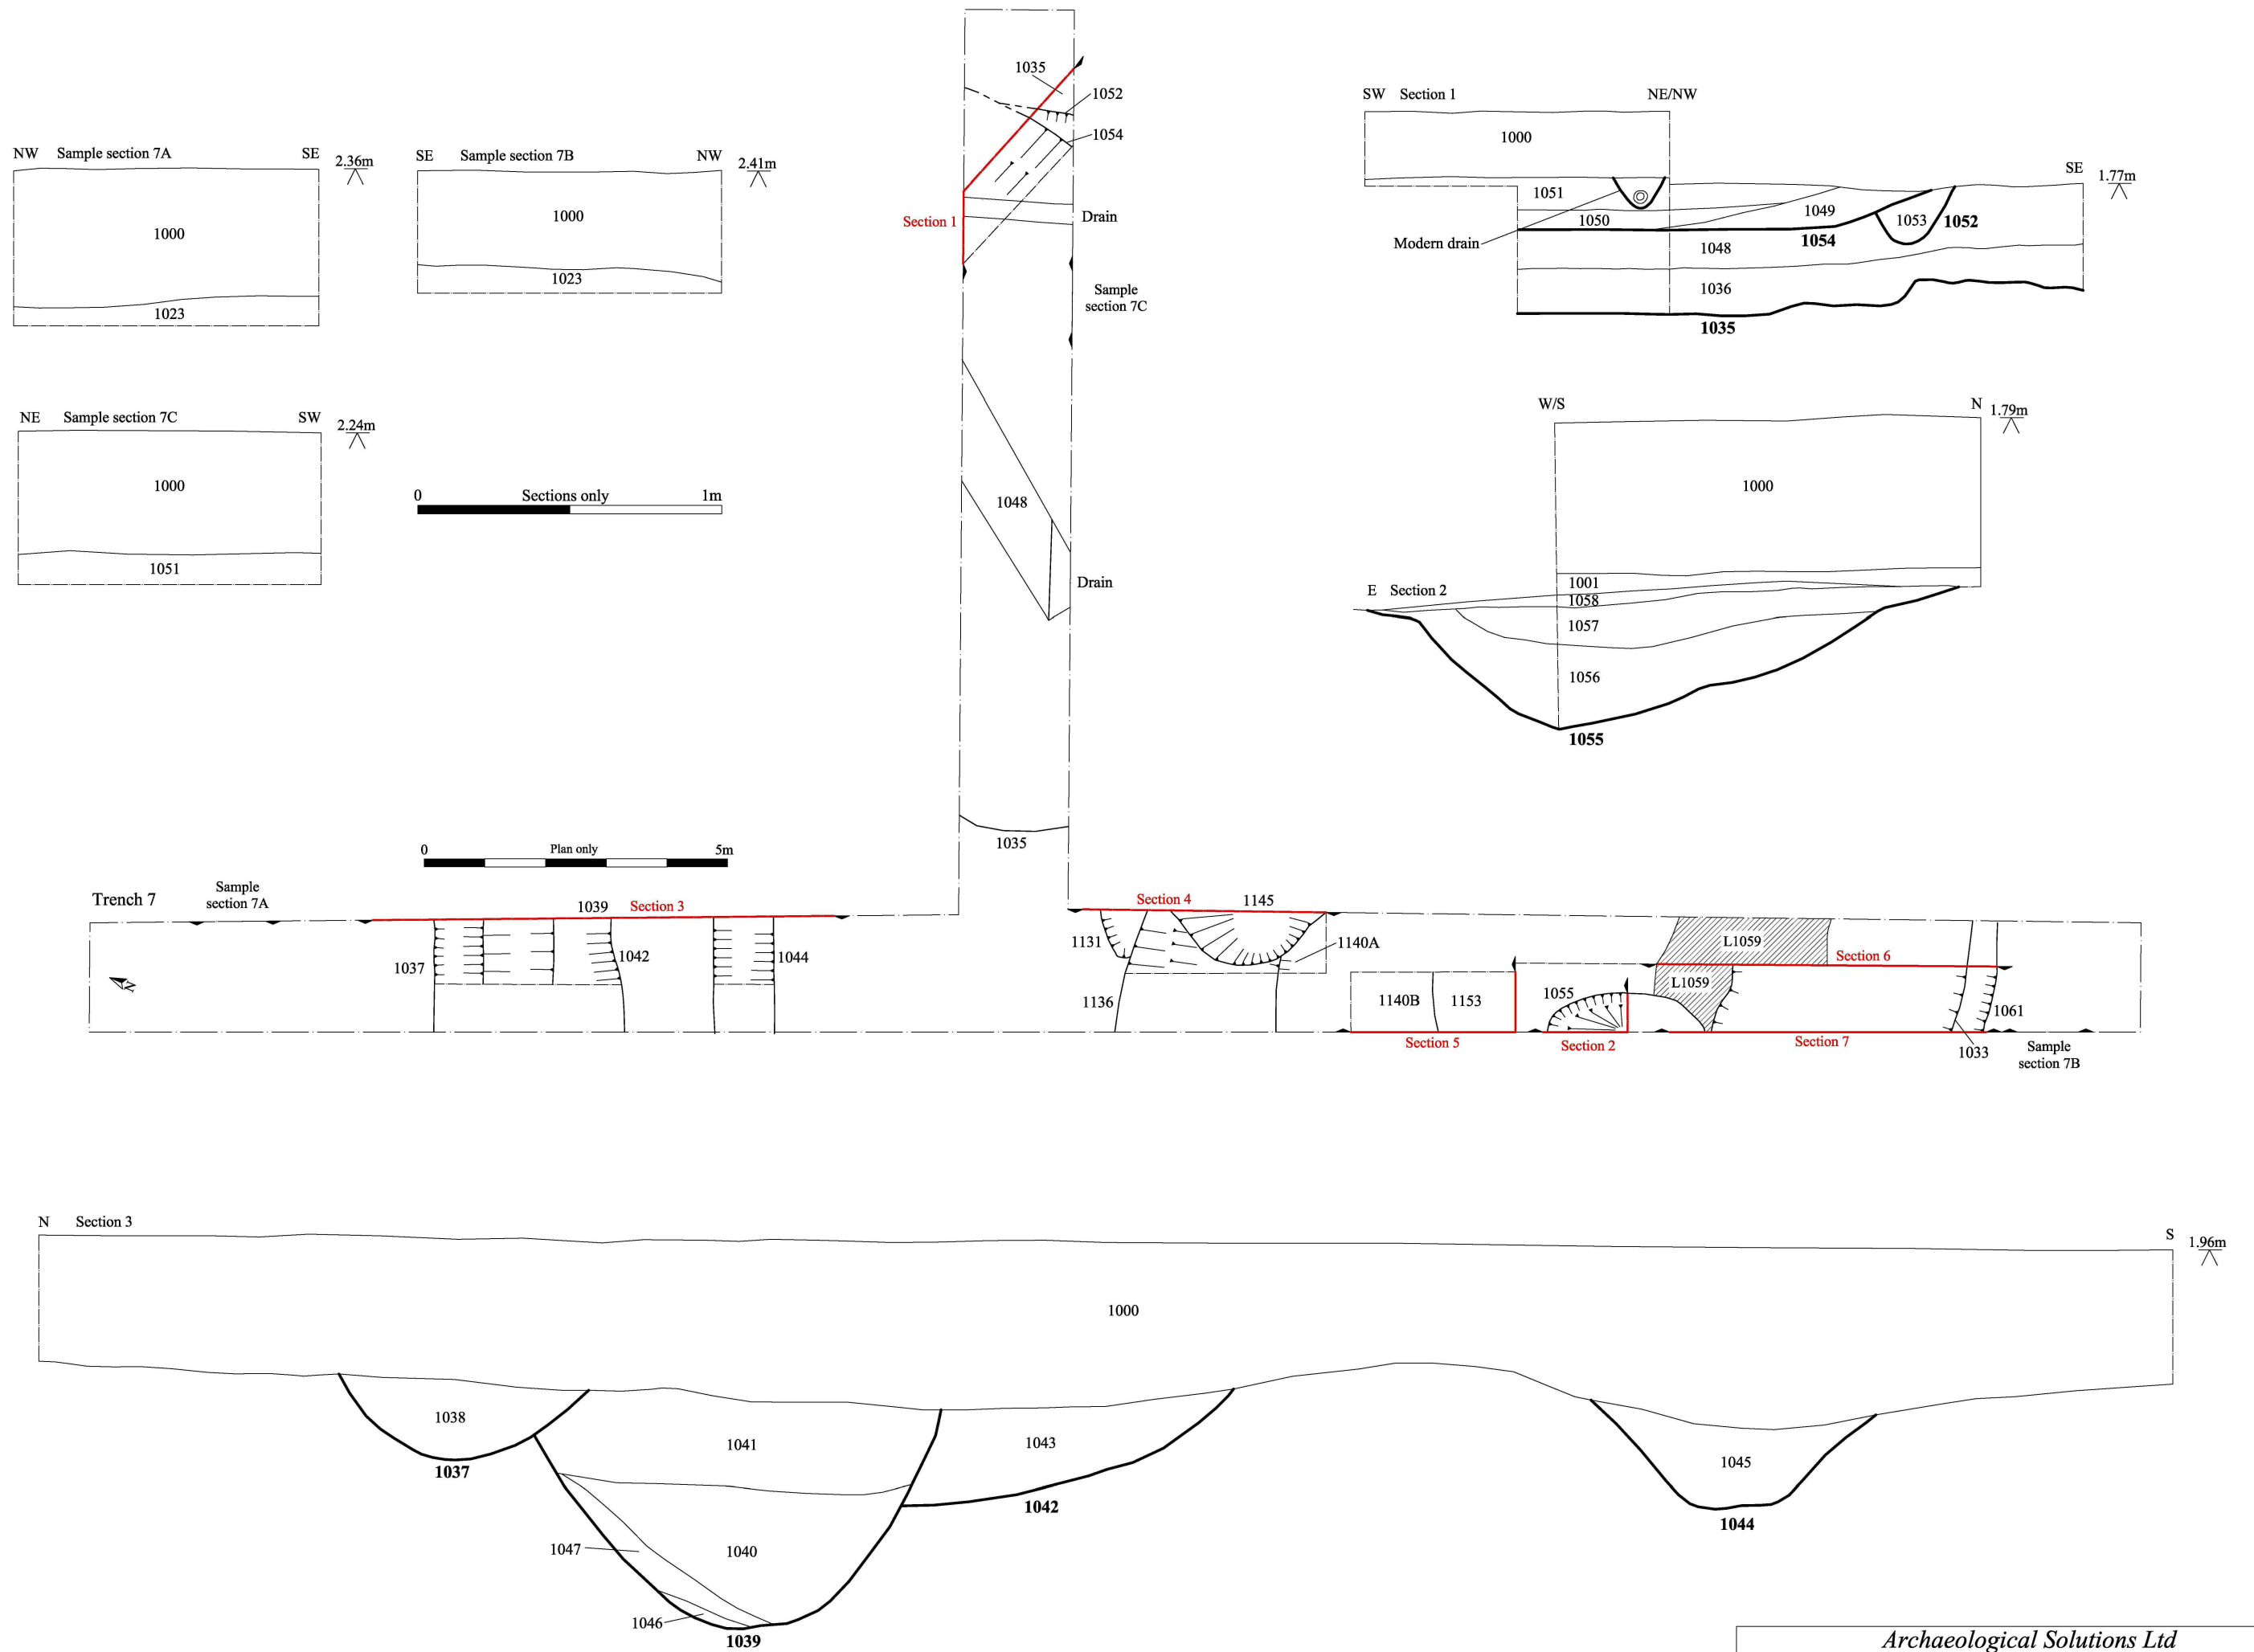 1035
1052
1054
Section 1
Drain
Sample
section 7C
1048
Drain
1035
NW Sample section 7A SE 2.36m
1000
1023
SE Sample section 7B NW 2.41m
1000
1023
NE Sample section 7C SW 2.24m
1000
1051
0 Sections only 1m
SW Section 1 NE/NW
1000
SE 1.77m
1051
1050
1049
1053
1052
Modern drain
1054
1048
1036
1035
W/S N 1.79m
1000
E Section 2
1001
1058
1057
1056
1055
0 Plan only 5m
Trench 7
Sample
section 7A
1039 Section 3
1037
1042
1044
N
Section 4
1145
1131
1140A
1136
1140B
1153
Section 5
1055
Section 2
L1059
L1059
Section 6
Section 7
1061
1033
Sample
section 7B
N Section 3 S 1.96m
1000
1038
1037
1041
1043
1042
1045
1044
1047
1040
1046
1039
Archaeological Solutions Ltd